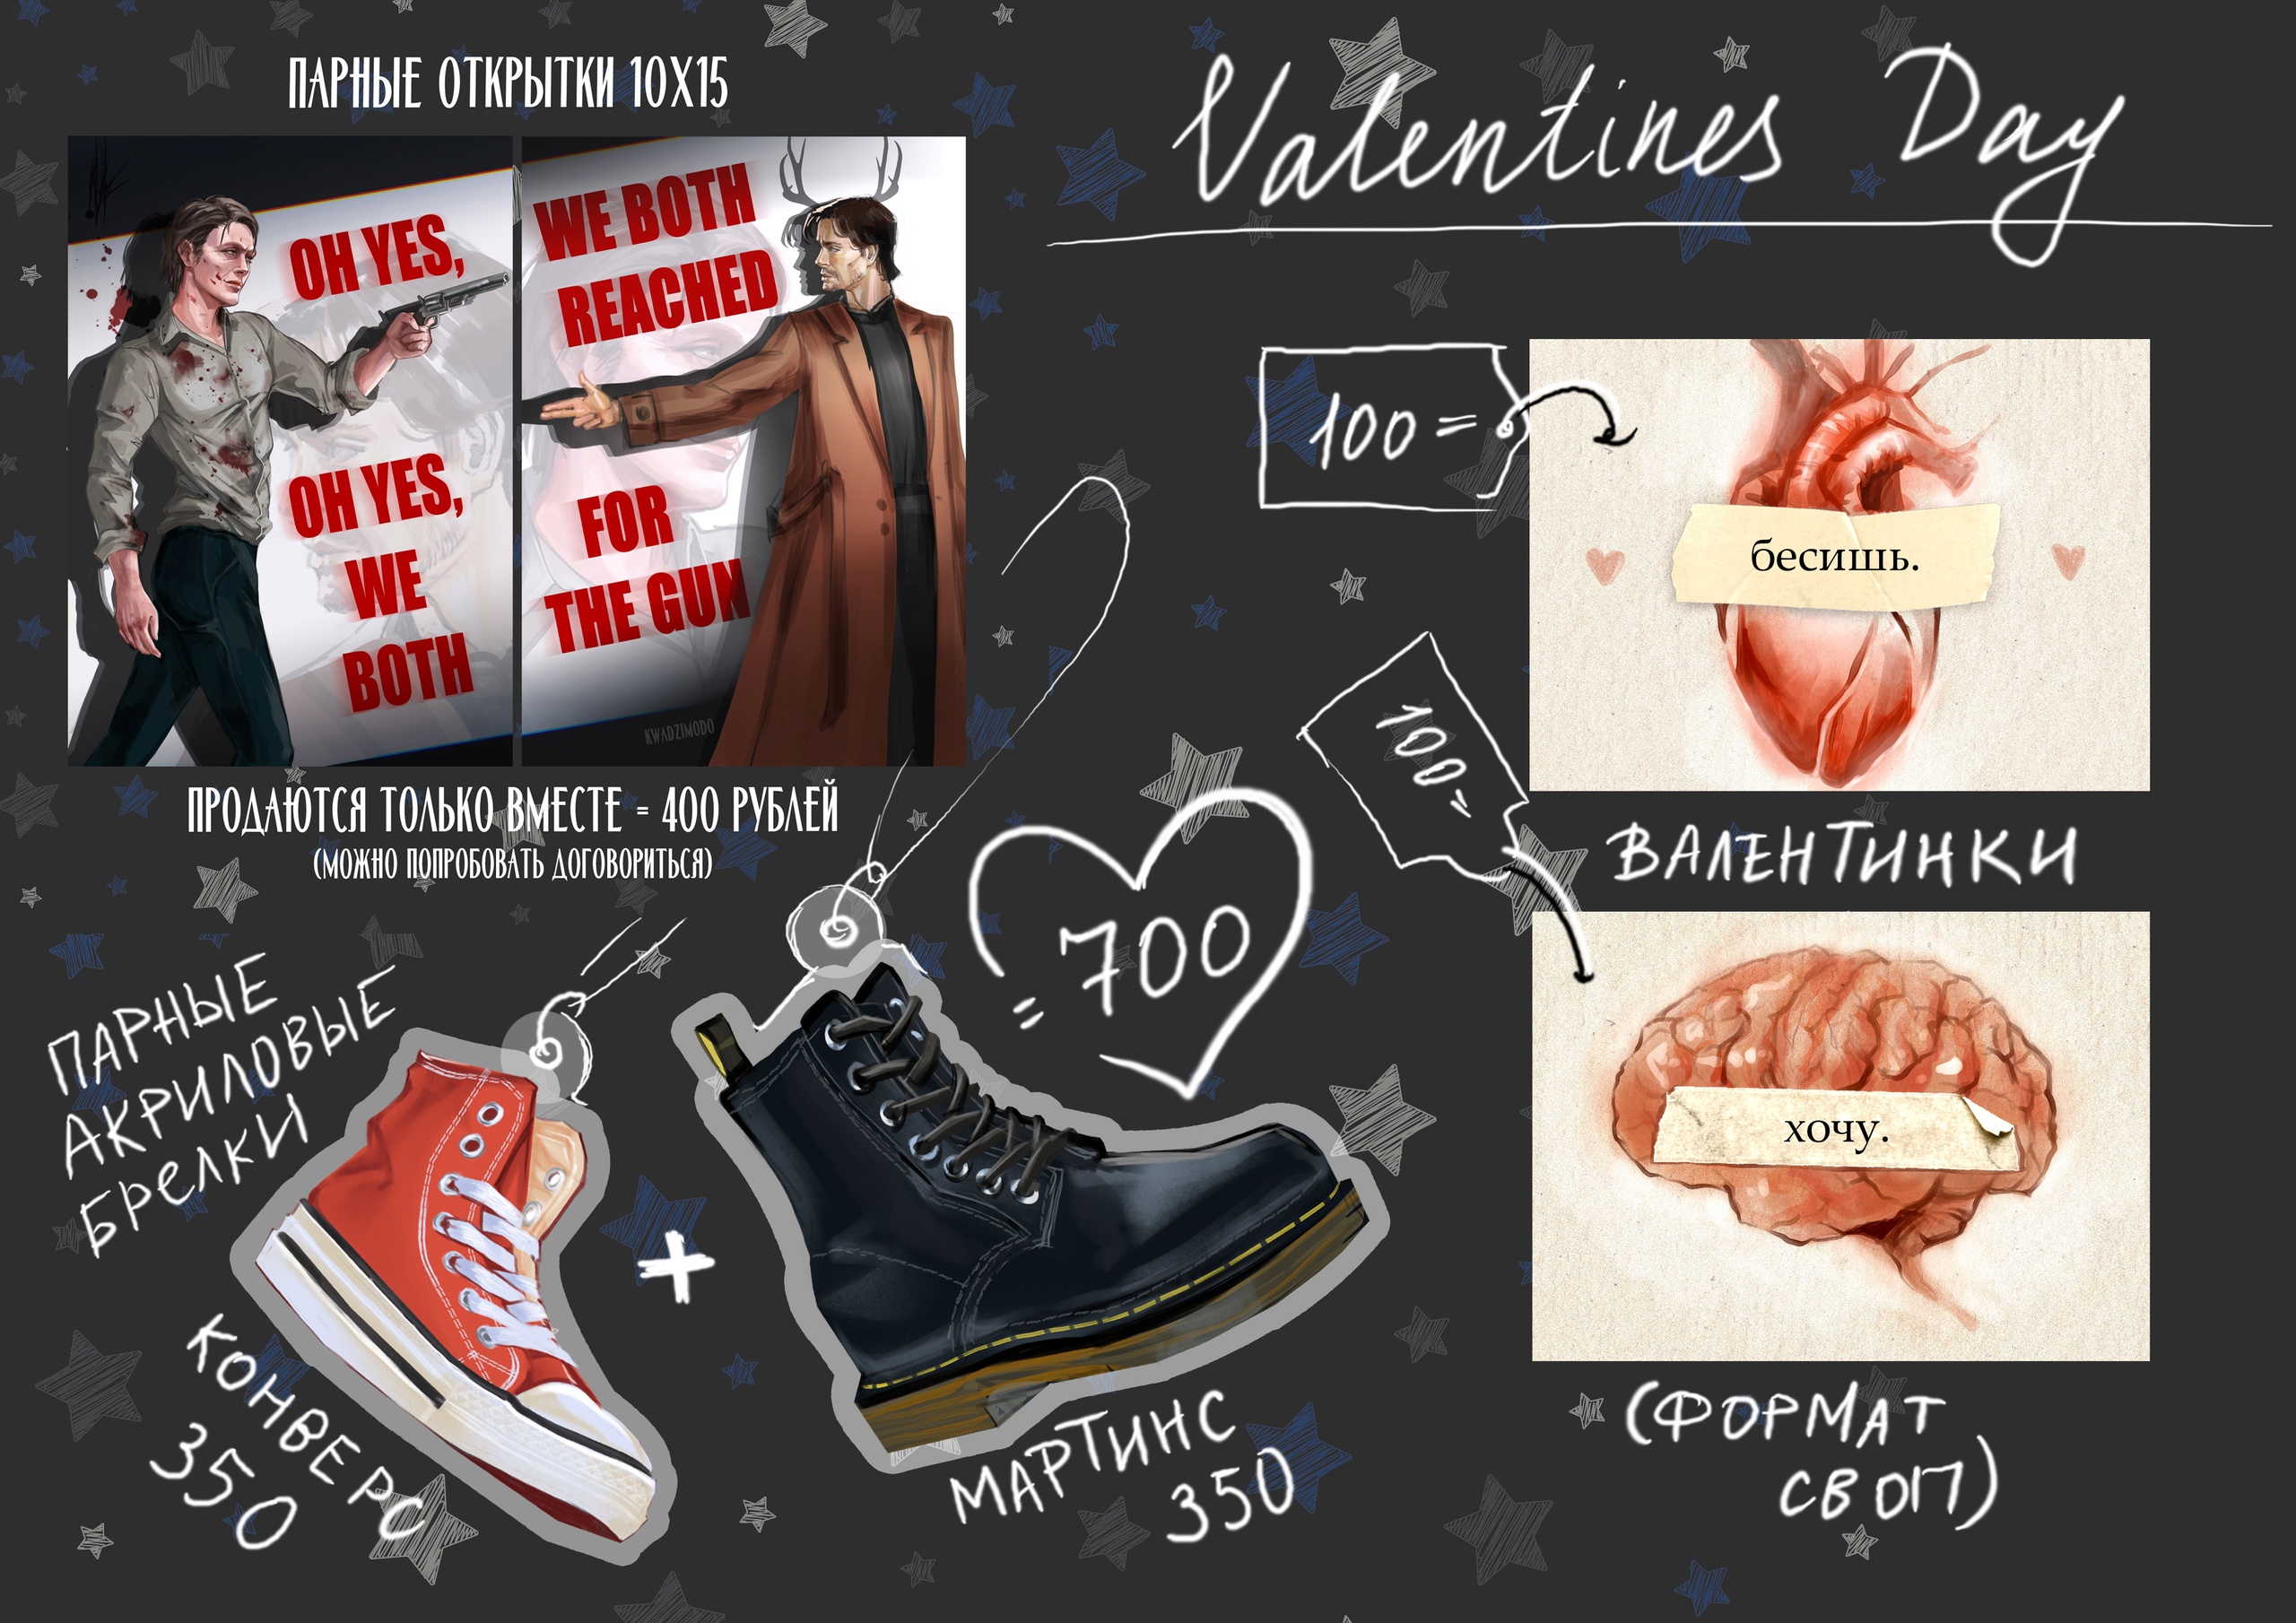 ПАРНЫЕ ОТКРЫТКИ 10Х15
OH YES,
OH YES,
WE
BOTH
WE BOTH
REACHED
FOR
THE GUN
KWADZIMODO
ПРОДАЮТСЯ ТОЛЬКО ВМЕСТЕ = 400 РУБЛЕЙ
(МОЖНО ПОПРОБОВАТЬ ДОГОВОРИТЬСЯ)
Valentines Day
100 =
бесишь.
ВАЛЕНТИНКИ
100 =
хочу.
(ФОРМАТ
СВОП)
ПАРНЫЕ
АКРИЛОВЫЕ
БРЕЛКИ
КОНВЕРС
350
+
МАРТИНС
350
= 700